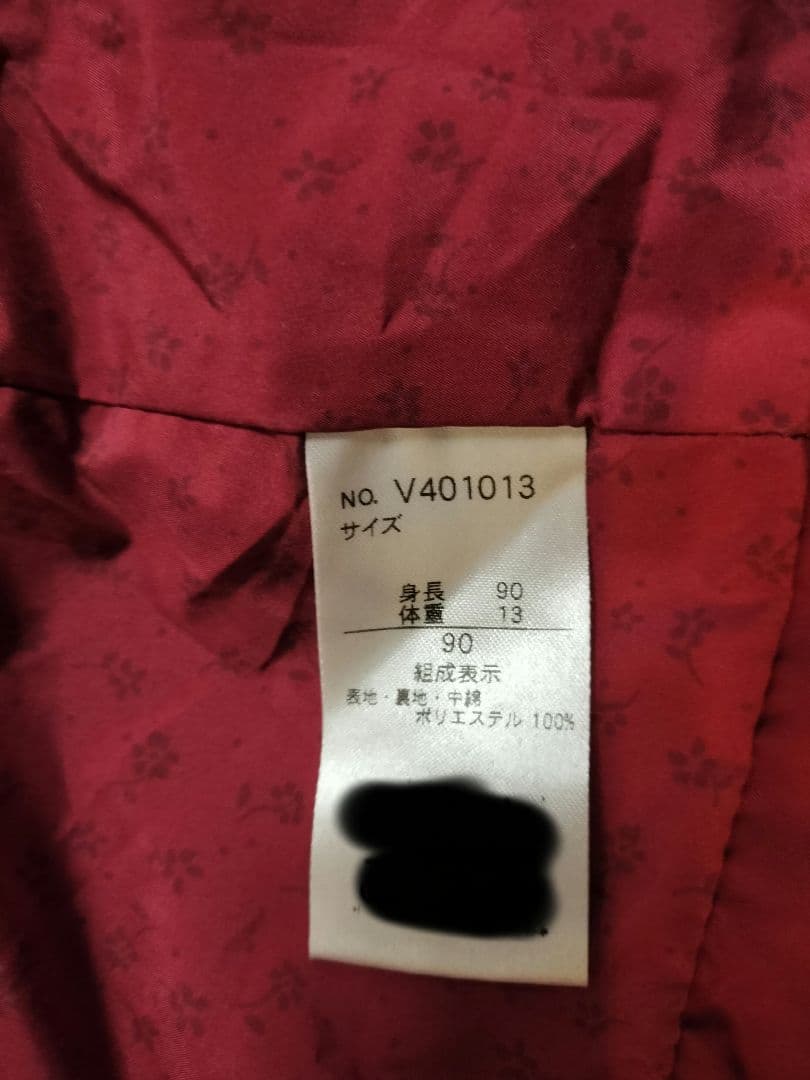 NO. V401013
サイズ
身長 90
体重 13
90
組成表示
表地・裏地・中綿
ポリエステル 100%